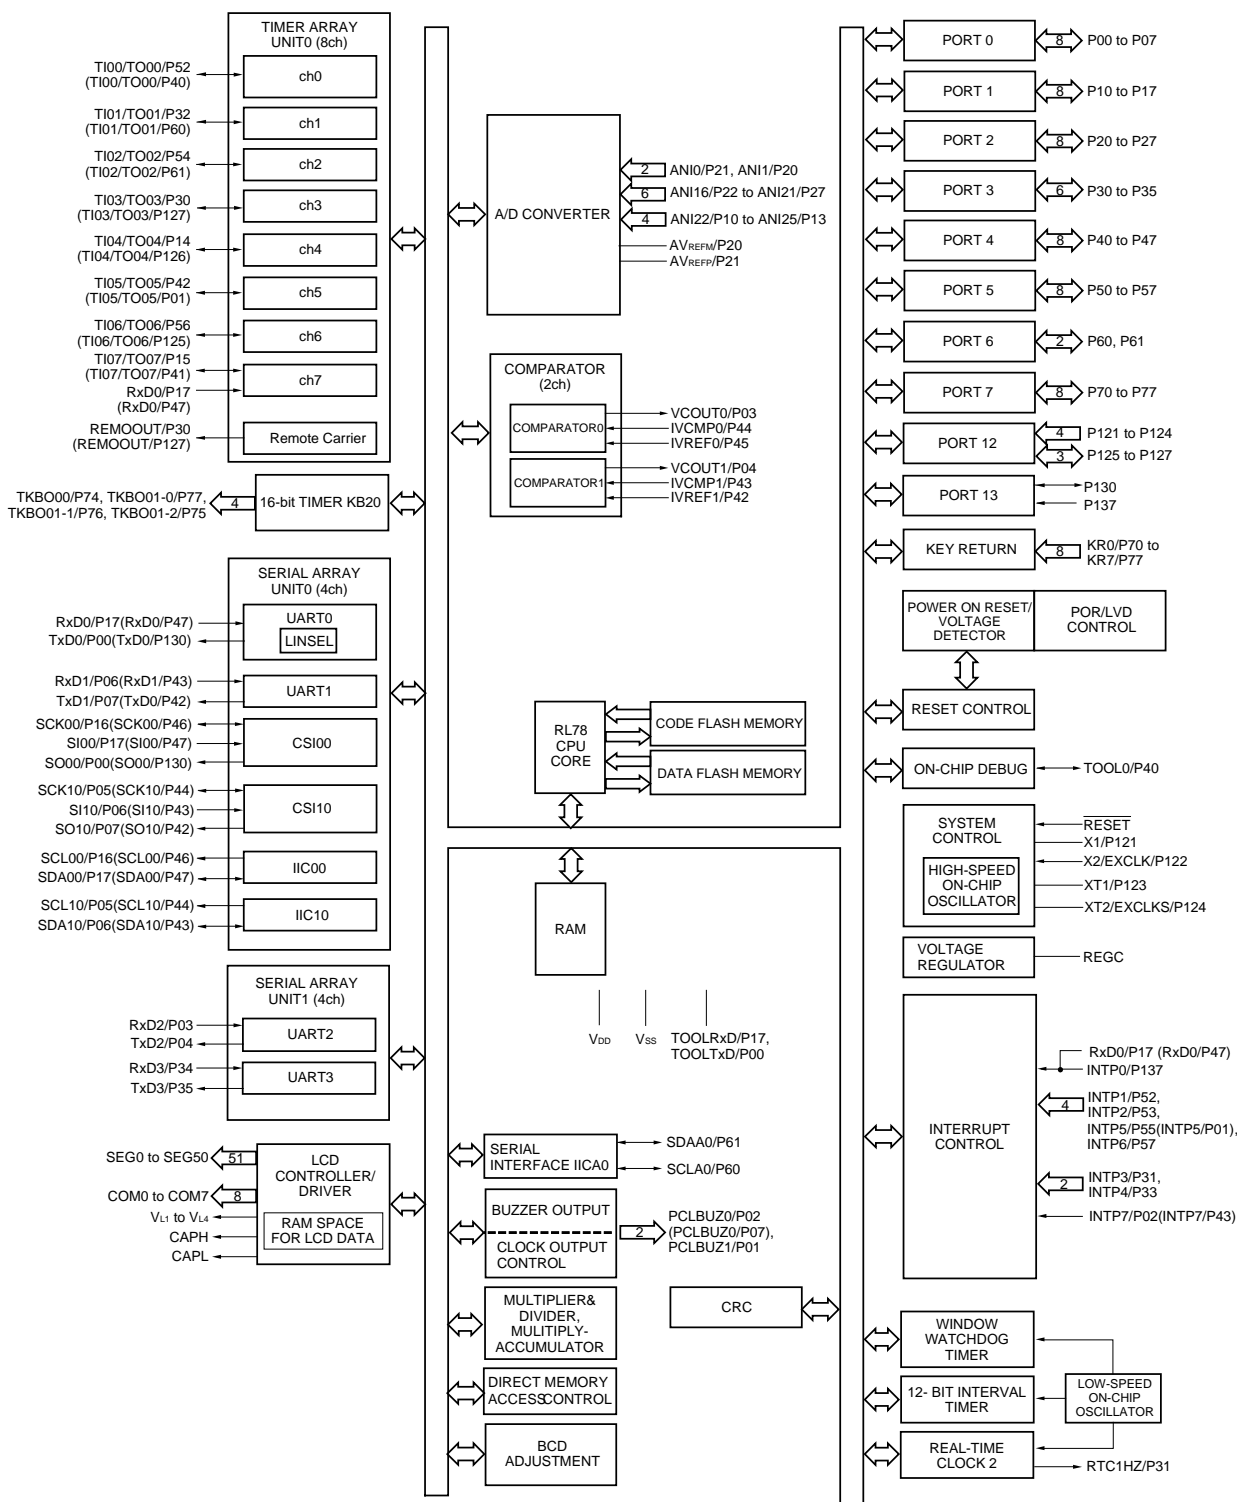 TIMER ARRAY
UNIT0 (8ch)
TI00/TO00/P52
(TI00/TO00/P40)
ch0
TI01/TO01/P32
(TI01/TO01/P60)
ch1
TI02/TO02/P54
(TI02/TO02/P61)
ch2
TI03/TO03/P30
(TI03/TO03/P127)
ch3
TI04/TO04/P14
(TI04/TO04/P126)
ch4
TI05/TO05/P42
(TI05/TO05/P01)
ch5
TI06/TO06/P56
(TI06/TO06/P125)
ch6
TI07/TO07/P15
(TI07/TO07/P41)
RxD0/P17
(RxD0/P47)
ch7
REMOOUT/P30
(REMOOUT/P127)
Remote Carrier
TKBO00/P74, TKBO01-0/P77,
TKBO01-1/P76, TKBO01-2/P75
4
16-bit TIMER KB20
SERIAL ARRAY
UNIT0 (4ch)
RxD0/P17(RxD0/P47)
TxD0/P00(TxD0/P130)
UART0
LINSEL
RxD1/P06(RxD1/P43)
TxD1/P07(TxD0/P42)
UART1
SCK00/P16(SCK00/P46)
SI00/P17(SI00/P47)
SO00/P00(SO00/P130)
CSI00
SCK10/P05(SCK10/P44)
SI10/P06(SI10/P43)
SO10/P07(SO10/P42)
CSI10
SCL00/P16(SCL00/P46)
SDA00/P17(SDA00/P47)
IIC00
SCL10/P05(SCL10/P44)
SDA10/P06(SDA10/P43)
IIC10
SERIAL ARRAY
UNIT1 (4ch)
RxD2/P03
TxD2/P04
UART2
RxD3/P34
TxD3/P35
UART3
SEG0 to SEG50
51
COM0 to COM7
8
VL1 to VL4
CAPH
CAPL
LCD
CONTROLLER/
DRIVER
RAM SPACE
FOR LCD DATA
A/D CONVERTER
2
ANI0/P21, ANI1/P20
6
ANI16/P22 to ANI21/P27
4
ANI22/P10 to ANI25/P13
AVREFM/P20
AVREFP/P21
COMPARATOR
(2ch)
COMPARATOR0
VCOUT0/P03
IVCMP0/P44
IVREF0/P45
COMPARATOR1
VCOUT1/P04
IVCMP1/P43
IVREF1/P42
RL78
CPU
CORE
CODE FLASH MEMORY
DATA FLASH MEMORY
RAM
VDD
VSS
TOOLRxD/P17,
TOOLTxD/P00
SERIAL
INTERFACE IICA0
SDAA0/P61
SCLA0/P60
BUZZER OUTPUT
CLOCK OUTPUT
CONTROL
2
PCLBUZ0/P02
(PCLBUZ0/P07),
PCLBUZ1/P01
MULTIPLIER&
DIVIDER,
MULITIPLY-
ACCUMULATOR
CRC
DIRECT MEMORY
ACCESSCONTROL
BCD
ADJUSTMENT
PORT 0
8
P00 to P07
PORT 1
8
P10 to P17
PORT 2
8
P20 to P27
PORT 3
6
P30 to P35
PORT 4
8
P40 to P47
PORT 5
8
P50 to P57
PORT 6
2
P60, P61
PORT 7
8
P70 to P77
PORT 12
4
P121 to P124
3
P125 to P127
PORT 13
P130
P137
KEY RETURN
8
KR0/P70 to
KR7/P77
POWER ON RESET/
VOLTAGE
DETECTOR
POR/LVD
CONTROL
RESET CONTROL
ON-CHIP DEBUG
TOOL0/P40
SYSTEM
CONTROL
HIGH-SPEED
ON-CHIP
OSCILLATOR
RESET
X1/P121
X2/EXCLK/P122
XT1/P123
XT2/EXCLKS/P124
VOLTAGE
REGULATOR
REGC
INTERRUPT
CONTROL
RxD0/P17 (RxD0/P47)
INTP0/P137
4
INTP1/P52,
INTP2/P53,
INTP5/P55(INTP5/P01),
INTP6/P57
2
INTP3/P31,
INTP4/P33
INTP7/P02(INTP7/P43)
WINDOW
WATCHDOG
TIMER
12- BIT INTERVAL
TIMER
LOW-SPEED
ON-CHIP
OSCILLATOR
REAL-TIME
CLOCK 2
RTC1HZ/P31